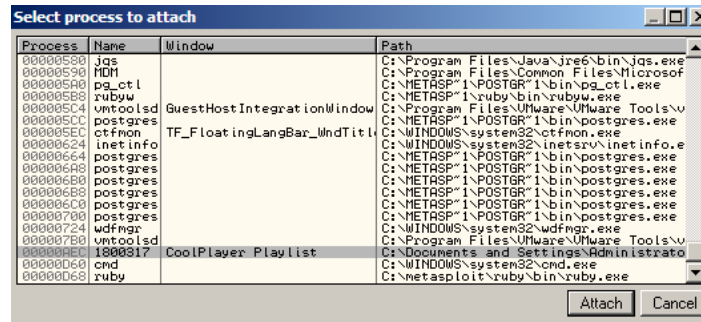 Select process to attach
Process Name Window Path
00000580 jqs C:\Program Files\Java\jre6\bin\jqs.exe
00000590 MDM C:\Program Files\Common Files\Microsof
000005A0 pg_ctl C:\METASP~1\POSTGR~1\bin\pg_ctl.exe
000005B8 rubyw C:\METASP~1\ruby\bin\rubyw.exe
000005C4 vmtoolsd GuestHostIntegrationWindow C:\Program Files\VMware\VMware Tools\v
000005CC postgres C:\METASP~1\POSTGR~1\bin\postgres.exe
000005EC ctfmon TF_FloatingLangBar_WndTitl C:\WINDOWS\system32\ctfmon.exe
00000624 inetinfo C:\WINDOWS\system32\inetsrv\inetinfo.e
00000664 postgres C:\METASP~1\POSTGR~1\bin\postgres.exe
000006A8 postgres C:\METASP~1\POSTGR~1\bin\postgres.exe
000006B0 postgres C:\METASP~1\POSTGR~1\bin\postgres.exe
000006B8 postgres C:\METASP~1\POSTGR~1\bin\postgres.exe
000006C0 postgres C:\METASP~1\POSTGR~1\bin\postgres.exe
00000700 postgres C:\METASP~1\POSTGR~1\bin\postgres.exe
00000724 wdfmgr C:\WINDOWS\system32\wdfmgr.exe
000007B0 vmtoolsd C:\Program Files\VMware\VMware Tools\v
00000AEC 1800317 CoolPlayer Playlist C:\Documents and Settings\Administrato
00000D60 cmd C:\WINDOWS\system32\cmd.exe
00000D68 ruby C:\metasploit\ruby\bin\ruby.exe
Attach Cancel